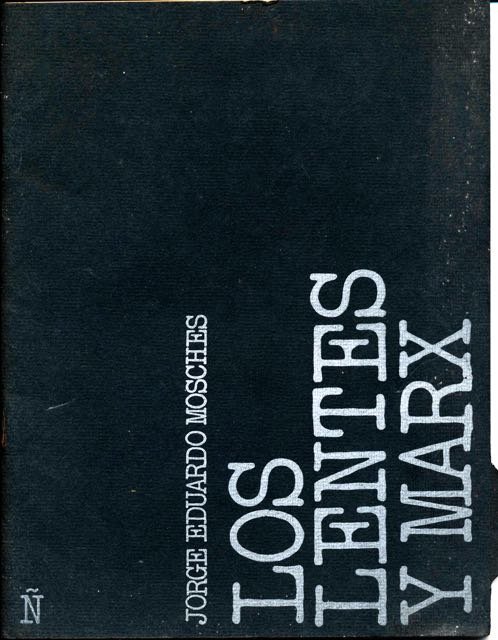 JORGE EDUARDO MOSCHES
LOS
LENTES
Y MARX
Ñ